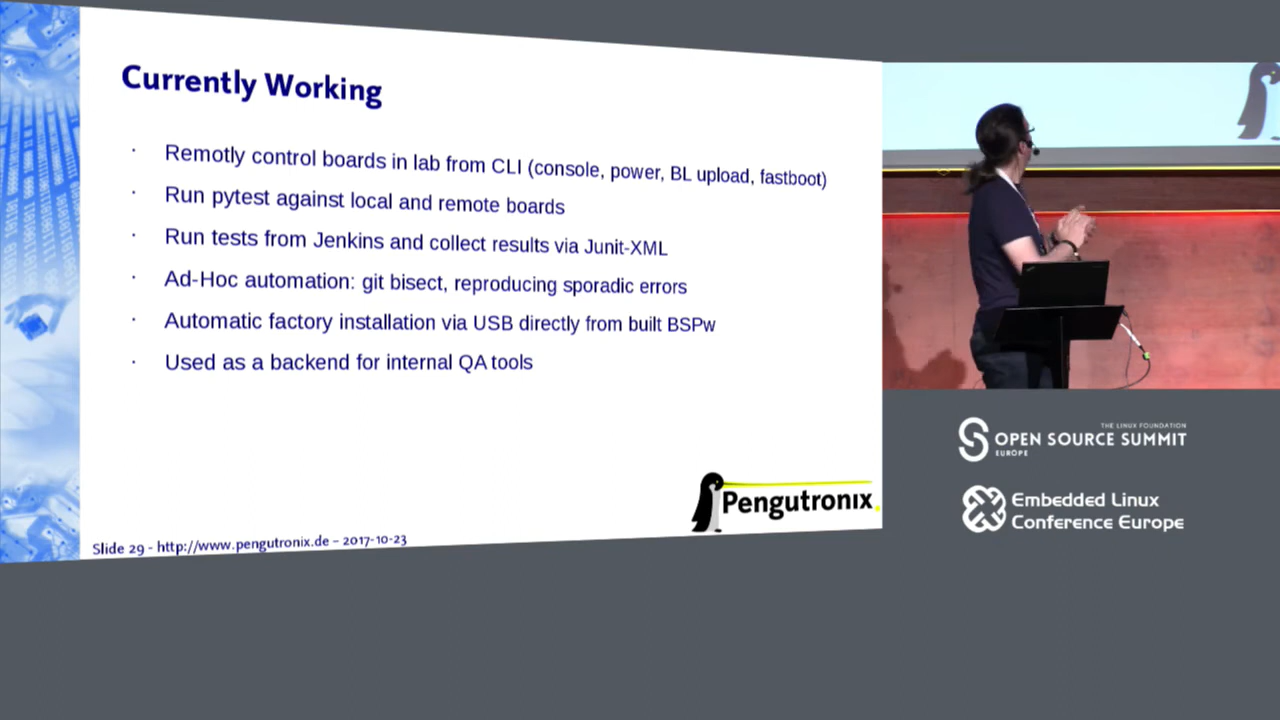 Currently Working
· Remotly control boards in lab from CLI (console, power, BL upload, fastboot)
· Run pytest against local and remote boards
· Run tests from Jenkins and collect results via Junit-XML
· Ad-Hoc automation: git bisect, reproducing sporadic errors
· Automatic factory installation via USB directly from built BSPw
· Used as a backend for internal QA tools
Pengutronix
Slide 29 - http://www.pengutronix.de – 2017-10-23
THE LINUX FOUNDATION
OPEN SOURCE SUMMIT
EUROPE
Embedded Linux
Conference Europe